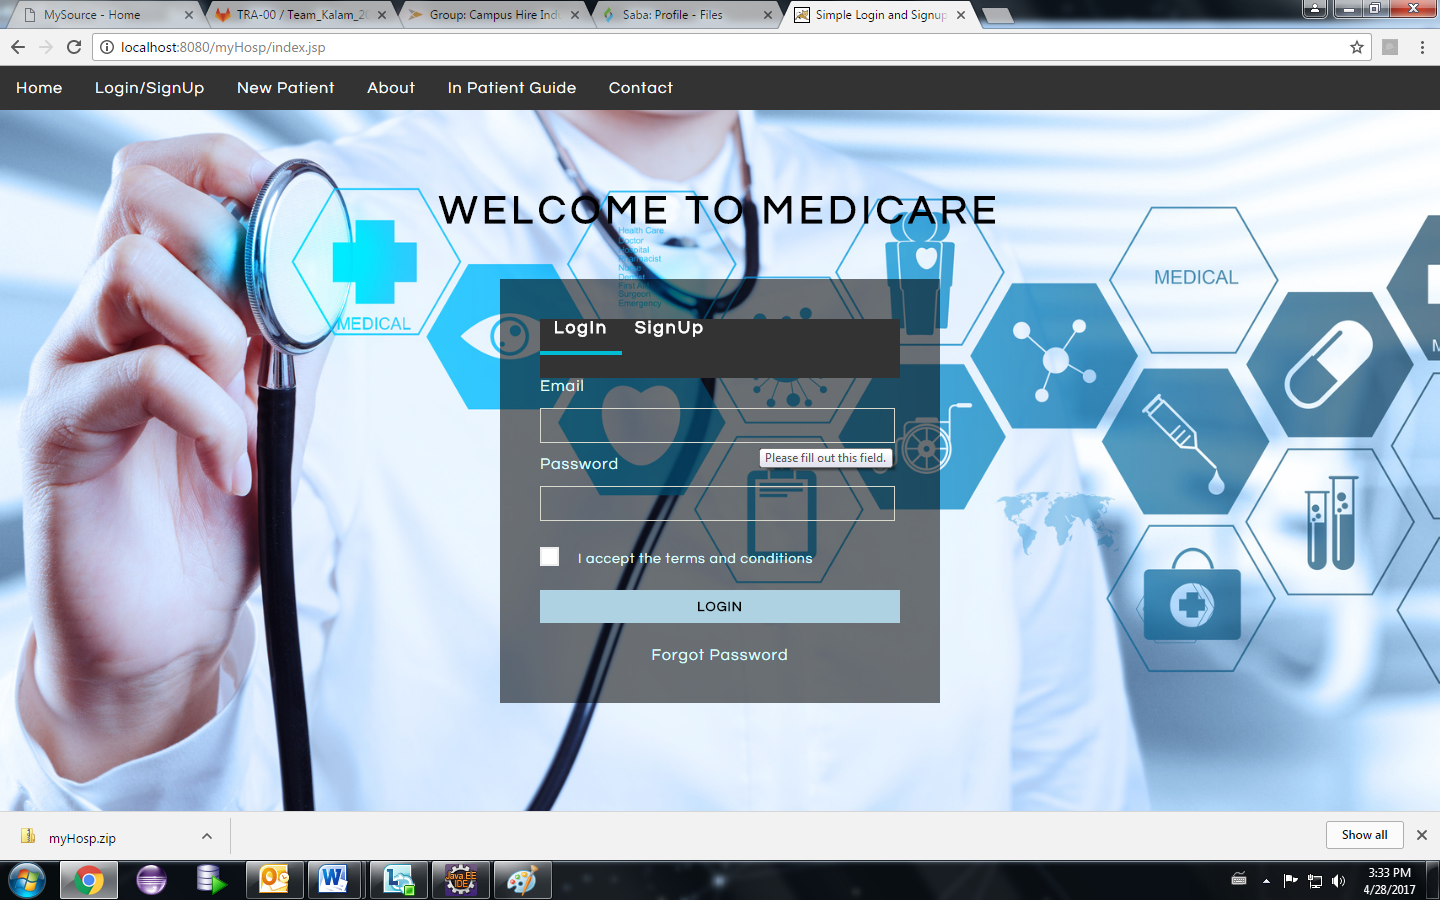 MySource - Home
TRA-00 / Team_Kalam_20
Group: Campus Hire Ind
Saba: Profile - Files
Simple Login and Signup
localhost:8080/myHosp/index.jsp
Home Login/SignUp New Patient About In Patient Guide Contact
WELCOME TO MEDICARE
Health Care
Doctor
Hospital
Pharmacist
Nurse
Dentist
First Aid
Surgeon
Emergency
MEDICAL
MEDICAL
LogIn SignUp
Email
Please fill out this field.
Password
I accept the terms and conditions
LOGIN
Forgot Password
myHosp.zip
Show all
Java EE
IDE
3:33 PM
4/28/2017